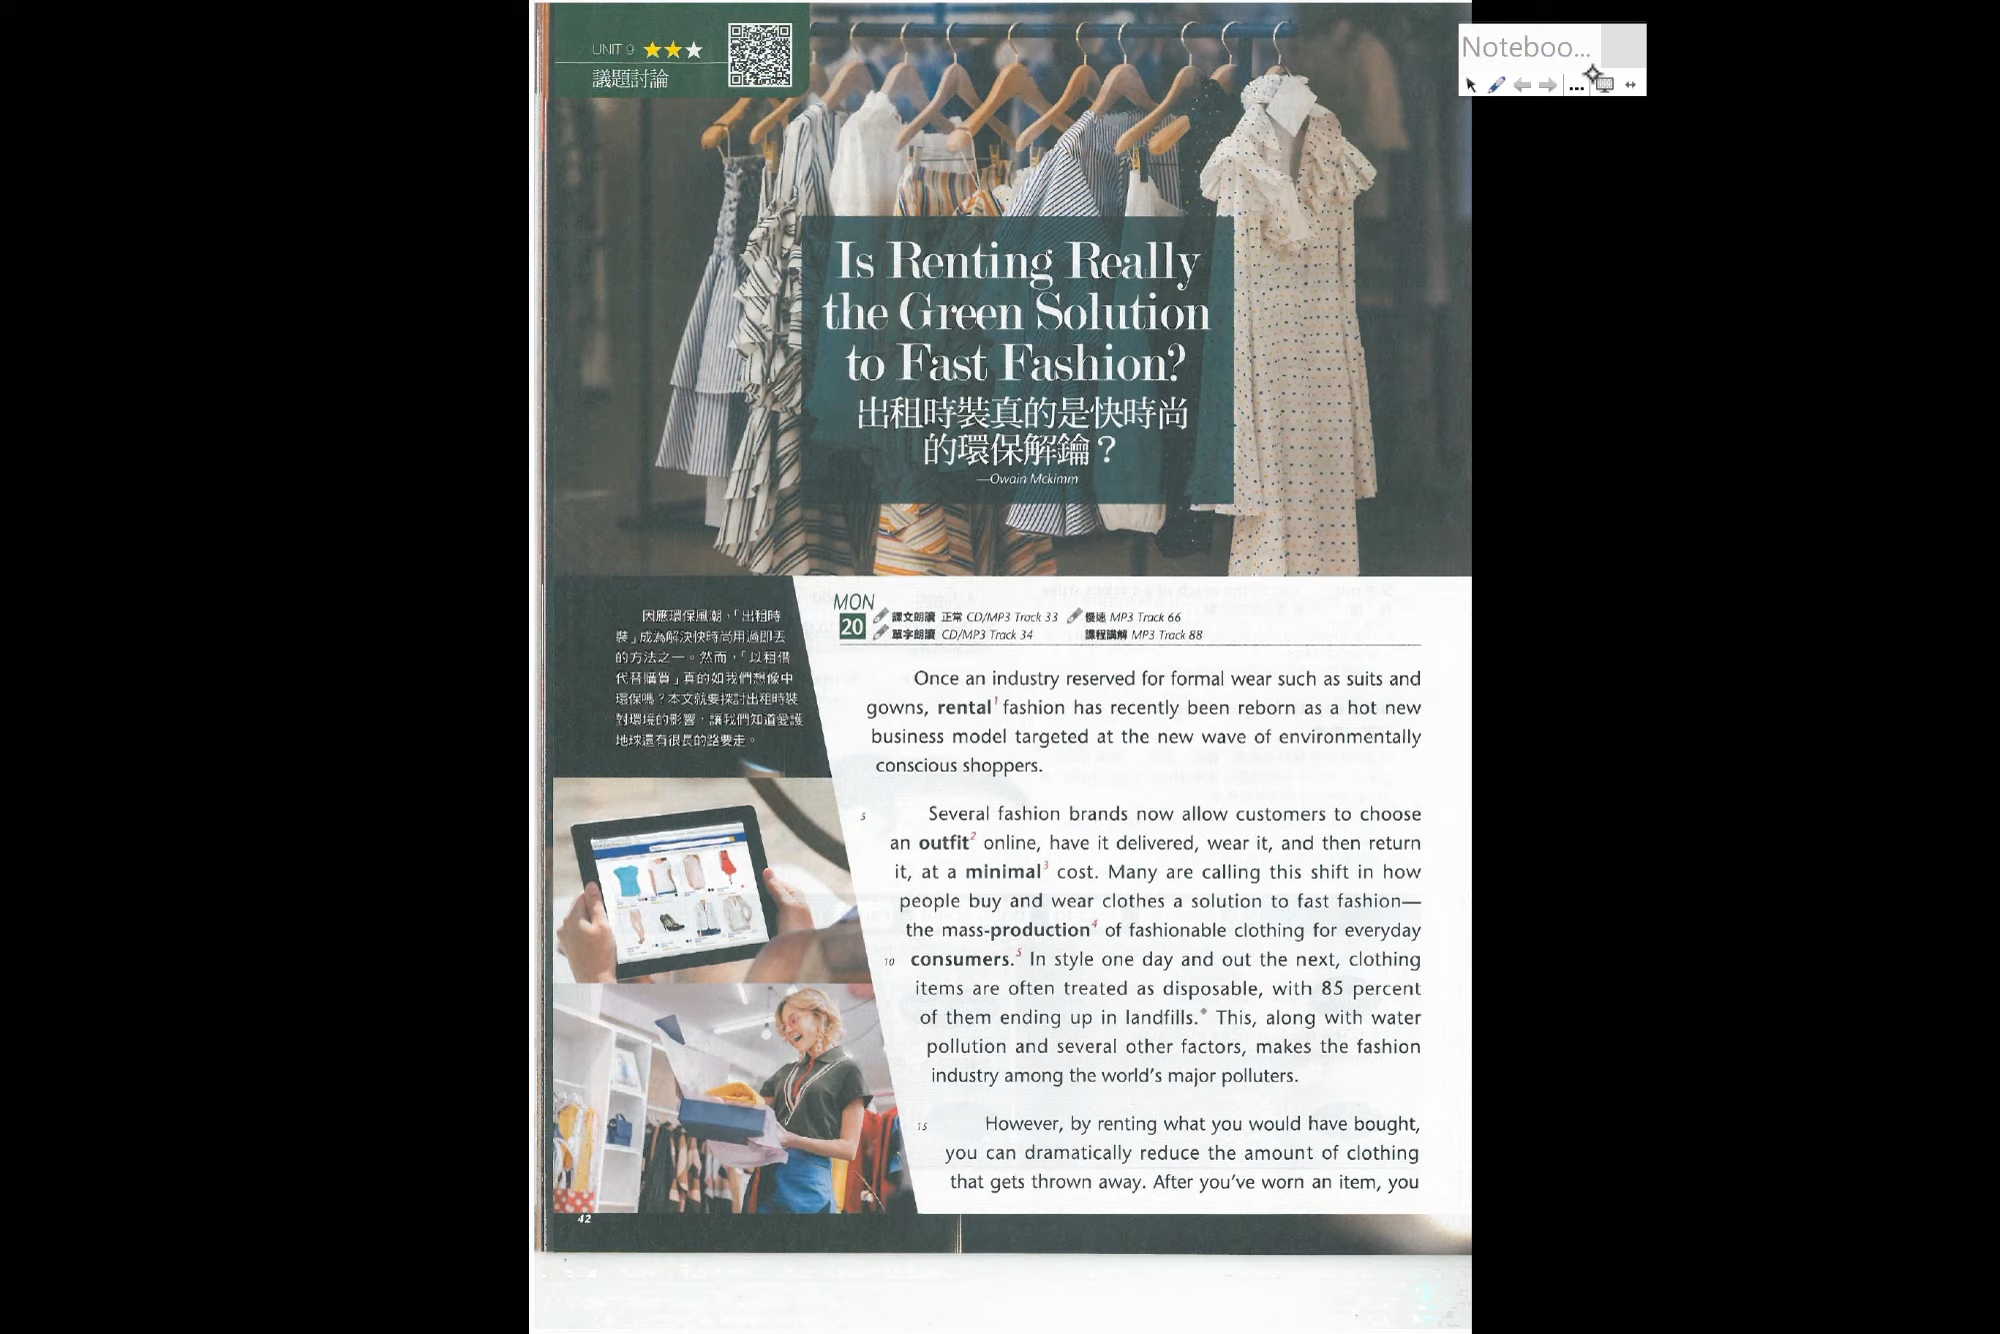 UNIT 9
議題討論
Noteboo...
Is Renting Really
the Green Solution
to Fast Fashion?
出租時裝真的是快時尚
的環保解鑰？
—Owain Mckimm
因應環保風潮，「出租時
裝」成為解決快時尚用過即丟
的方法之一。然而，「以租借
代替購買」真的如我們想像中
環保嗎？本文就要探討出租時裝
對環境的影響，讓我們知道愛護
地球還有很長的路要走。
MON
20
課文朗讀 正常 CD/MP3 Track 33 慢速 MP3 Track 66
單字朗讀 CD/MP3 Track 34 課程講解 MP3 Track 88
Once an industry reserved for formal wear such as suits and
gowns, rental1 fashion has recently been reborn as a hot new
business model targeted at the new wave of environmentally
conscious shoppers.
5 Several fashion brands now allow customers to choose
an outfit2 online, have it delivered, wear it, and then return
it, at a minimal3 cost. Many are calling this shift in how
people buy and wear clothes a solution to fast fashion—
the mass-production4 of fashionable clothing for everyday
10 consumers.5 In style one day and out the next, clothing
items are often treated as disposable, with 85 percent
of them ending up in landfills.* This, along with water
pollution and several other factors, makes the fashion
industry among the world's major polluters.
15 However, by renting what you would have bought,
you can dramatically reduce the amount of clothing
that gets thrown away. After you've worn an item, you
42